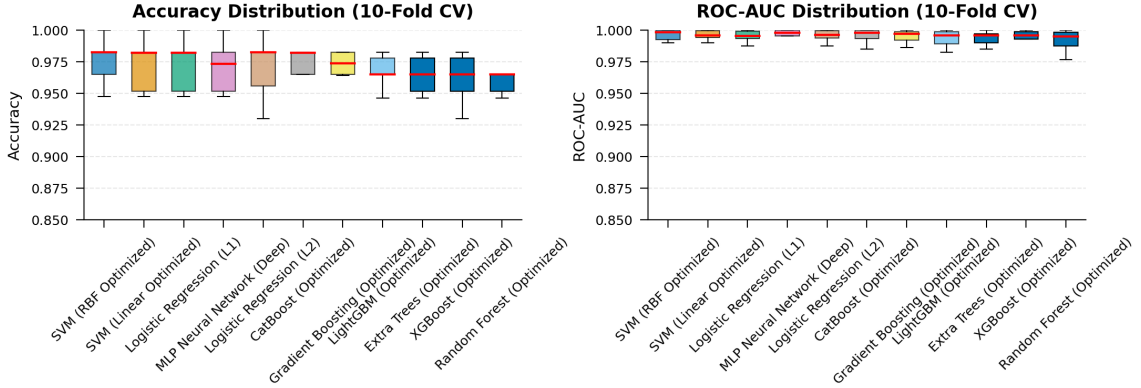 Accuracy Distribution (10-Fold CV)
1.000
0.975
0.950
0.925
0.900
0.875
0.850
Accuracy
SVM (RBF Optimized)
SVM (Linear Optimized)
Logistic Regression (L1)
MLP Neural Network (Deep)
Logistic Regression (L2)
CatBoost (Optimized)
Gradient Boosting (Optimized)
LightGBM (Optimized)
Extra Trees (Optimized)
XGBoost (Optimized)
Random Forest (Optimized)
ROC-AUC Distribution (10-Fold CV)
1.000
0.975
0.950
0.925
0.900
0.875
0.850
ROC-AUC
SVM (RBF Optimized)
SVM (Linear Optimized)
Logistic Regression (L1)
MLP Neural Network (Deep)
Logistic Regression (L2)
CatBoost (Optimized)
Gradient Boosting (Optimized)
LightGBM (Optimized)
Extra Trees (Optimized)
XGBoost (Optimized)
Random Forest (Optimized)